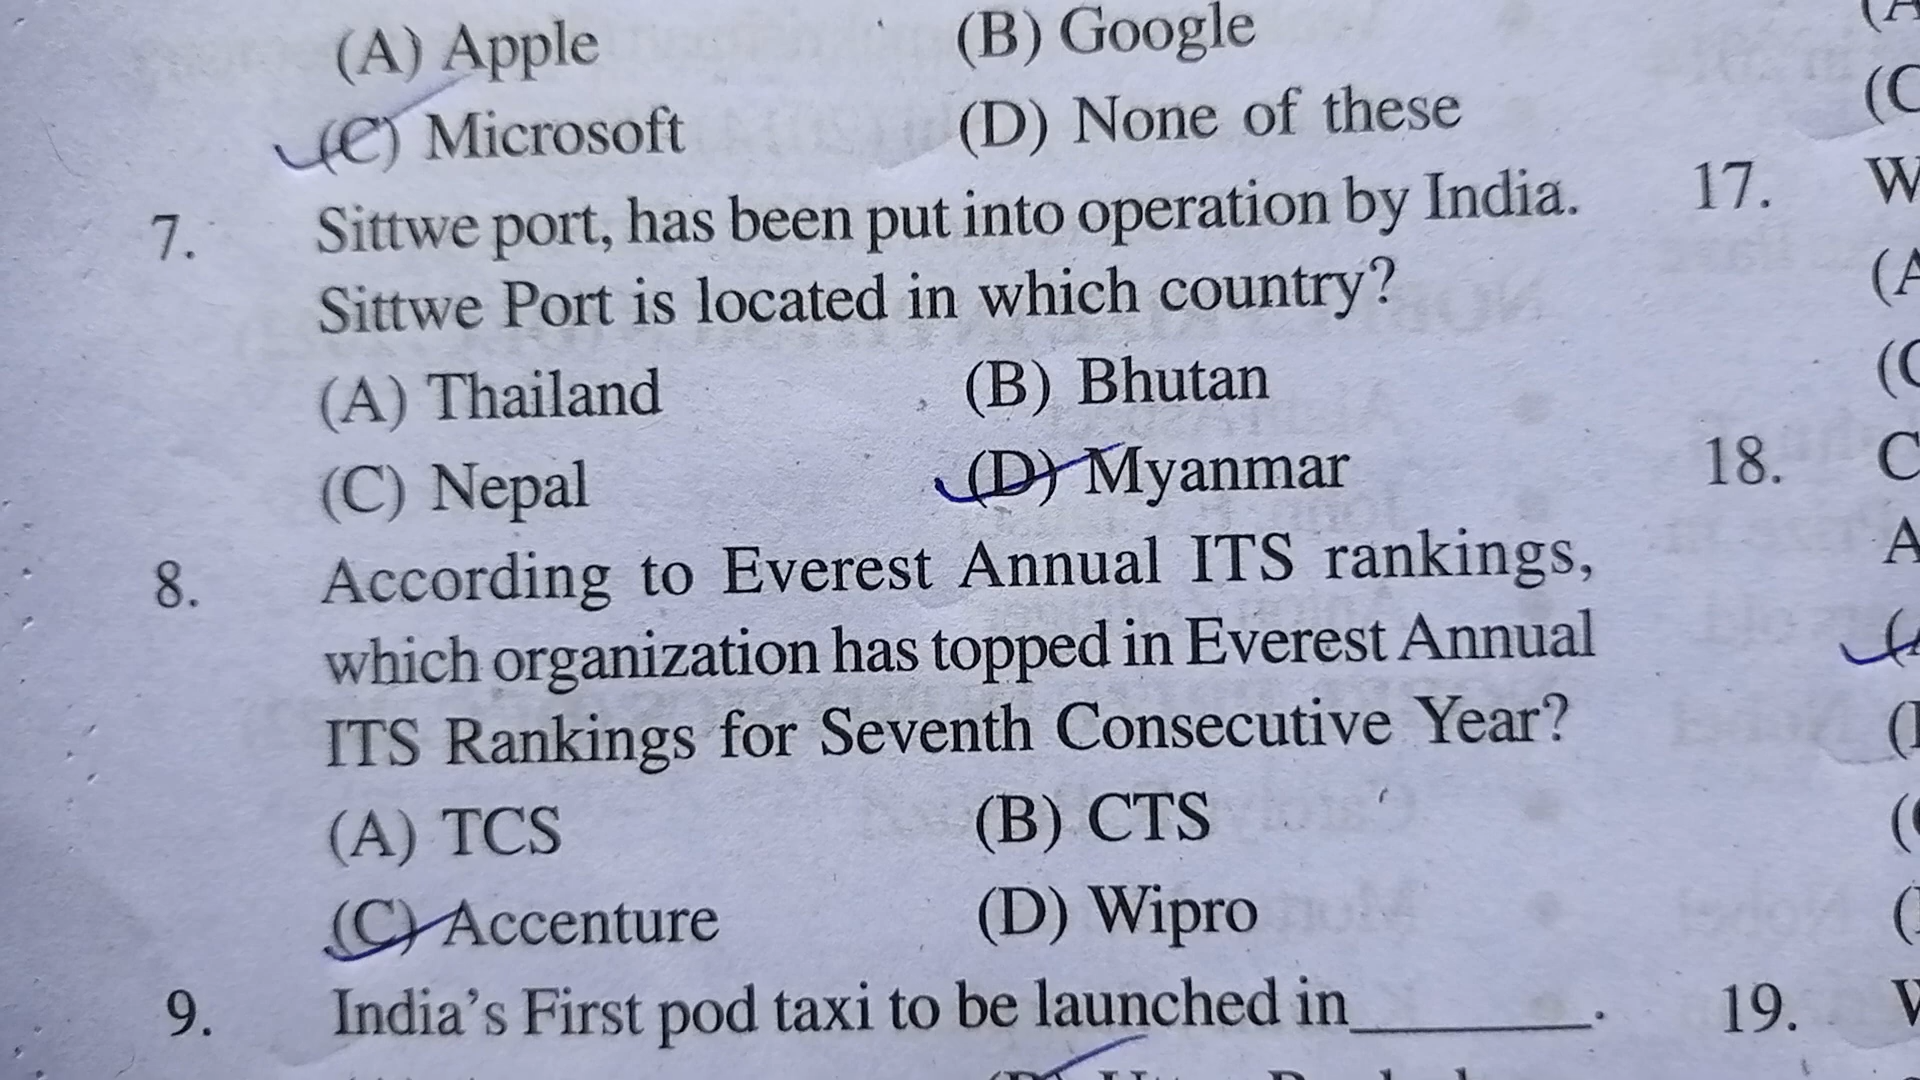 (A) Apple (B) Google
(C) Microsoft (D) None of these
7. Sittwe port, has been put into operation by India.
Sittwe Port is located in which country?
(A) Thailand (B) Bhutan
(C) Nepal (D) Myanmar
8. According to Everest Annual ITS rankings,
which organization has topped in Everest Annual
ITS Rankings for Seventh Consecutive Year?
(A) TCS (B) CTS
(C) Accenture (D) Wipro
9. India's First pod taxi to be launched in_______.
17.
18.
19.